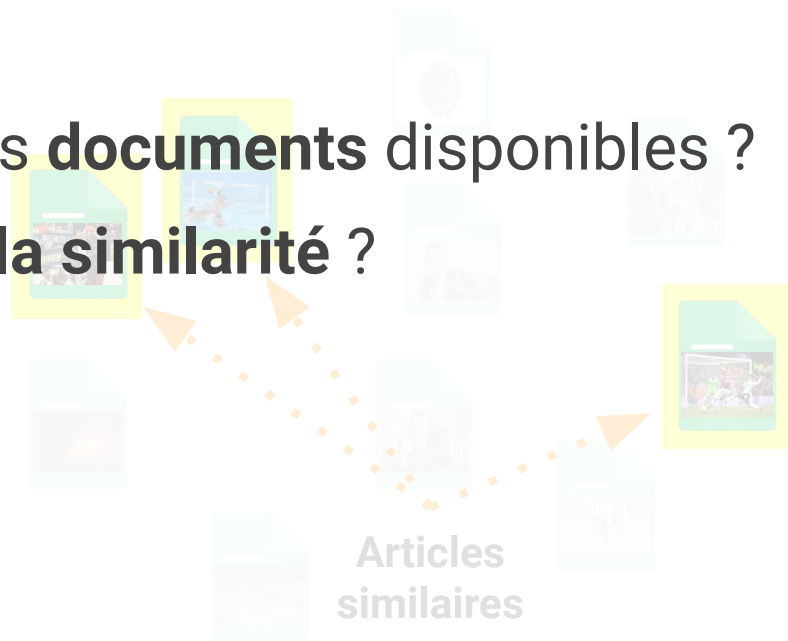 s documents disponibles ?
la similarité ?
Articles
similaires